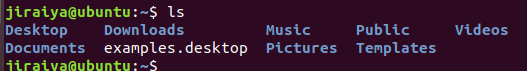 jiraiya@ubuntu:~$ ls
Desktop    Downloads         Music     Public     Videos
Documents  examples.desktop  Pictures  Templates
jiraiya@ubuntu:~$